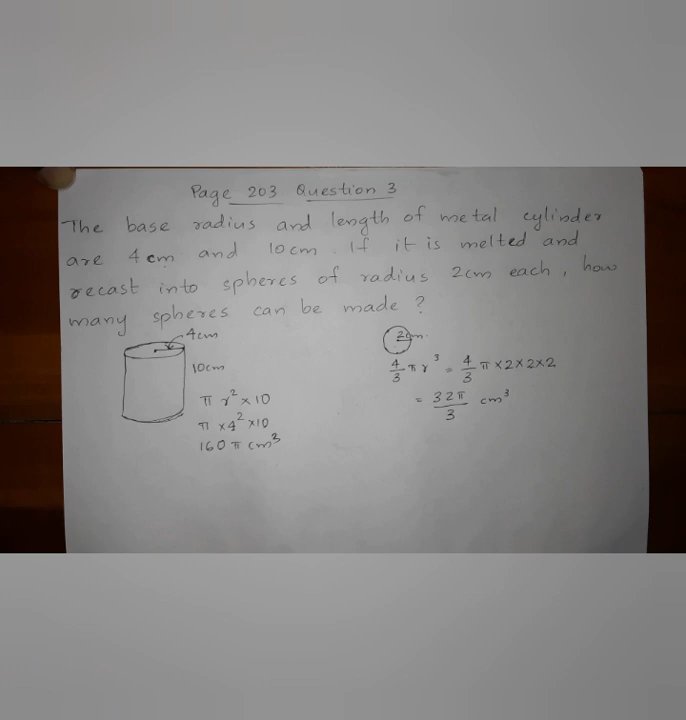 Page 203 Question 3
The base radius and length of metal cylinder
are 4 cm and 10 cm. If it is melted and
recast into spheres of radius 2cm each, how
many spheres can be made?
4cm
10cm
π r² × 10
π × 4² × 10
160 π cm³
2cm.
4/3 π r³ = 4/3 π × 2 × 2 × 2
= 32π/3 cm³